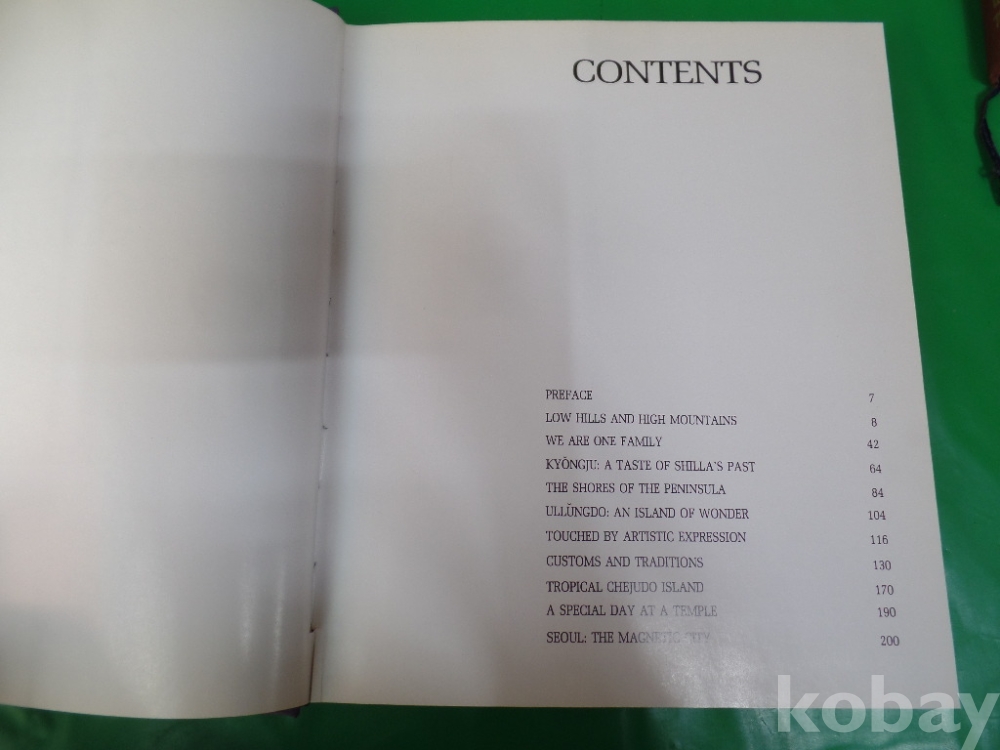 CONTENTS
PREFACE 7
LOW HILLS AND HIGH MOUNTAINS 8
WE ARE ONE FAMILY 42
KYŎNGJU: A TASTE OF SHILLA'S PAST 64
THE SHORES OF THE PENINSULA 84
ULLŬNGDO: AN ISLAND OF WONDER 104
TOUCHED BY ARTISTIC EXPRESSION 116
CUSTOMS AND TRADITIONS 130
TROPICAL CHEJUDO ISLAND 170
A SPECIAL DAY AT A TEMPLE 190
SEOUL: THE MAGNETIC CITY 200
kobay